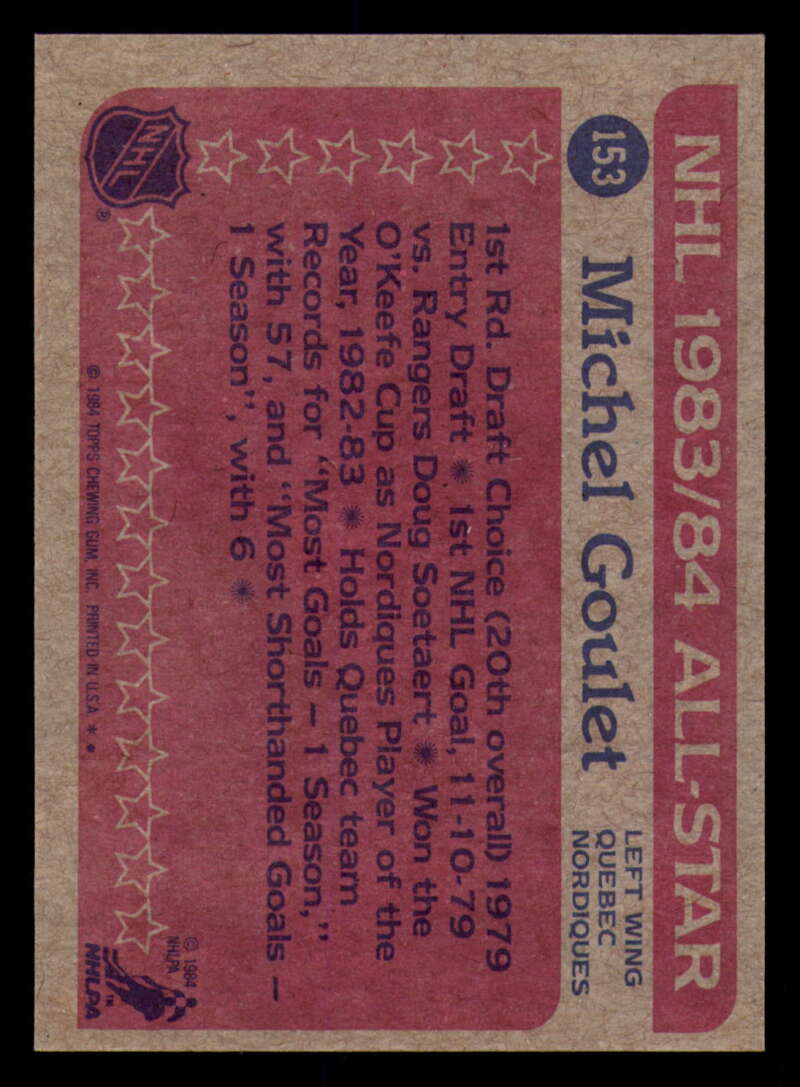 NHL 1983/84 ALL-STAR
153
Michel Goulet
LEFT WING
QUEBEC
NORDIQUES
1st Rd. Draft Choice (20th overall) 1979
Entry Draft ✺ 1st NHL Goal, 11-10-79
vs. Rangers Doug Soetaert ✺ Won the
O'Keefe Cup as Nordiques Player of the
Year, 1982-83 ✺ Holds Quebec team
Records for "Most Goals – 1 Season,"
with 57, and "Most Shorthanded Goals –
1 Season", with 6 ✺
NHL
®
© 1984
NHLPA
NHLPA
TM
© 1984 TOPPS CHEWING GUM, INC. PRINTED IN U.S.A. * •